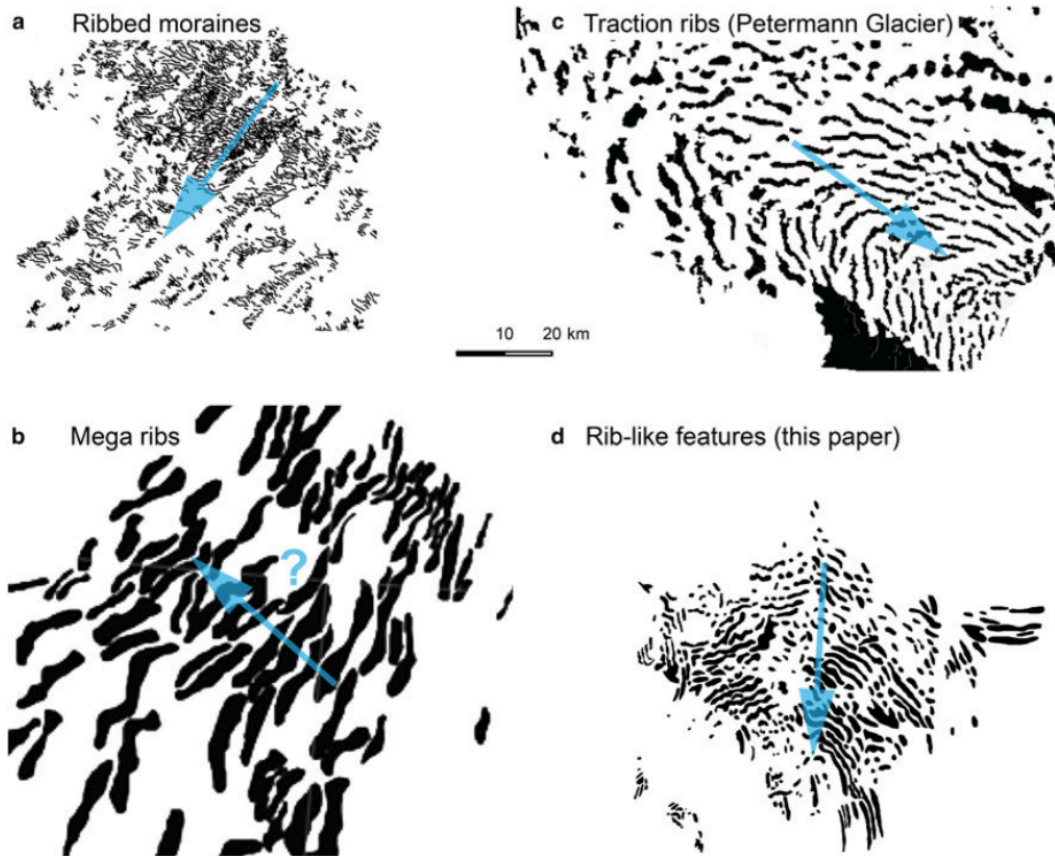 a Ribbed moraines
c Traction ribs (Petermann Glacier)
10 20 km
b Mega ribs
?
d Rib-like features (this paper)